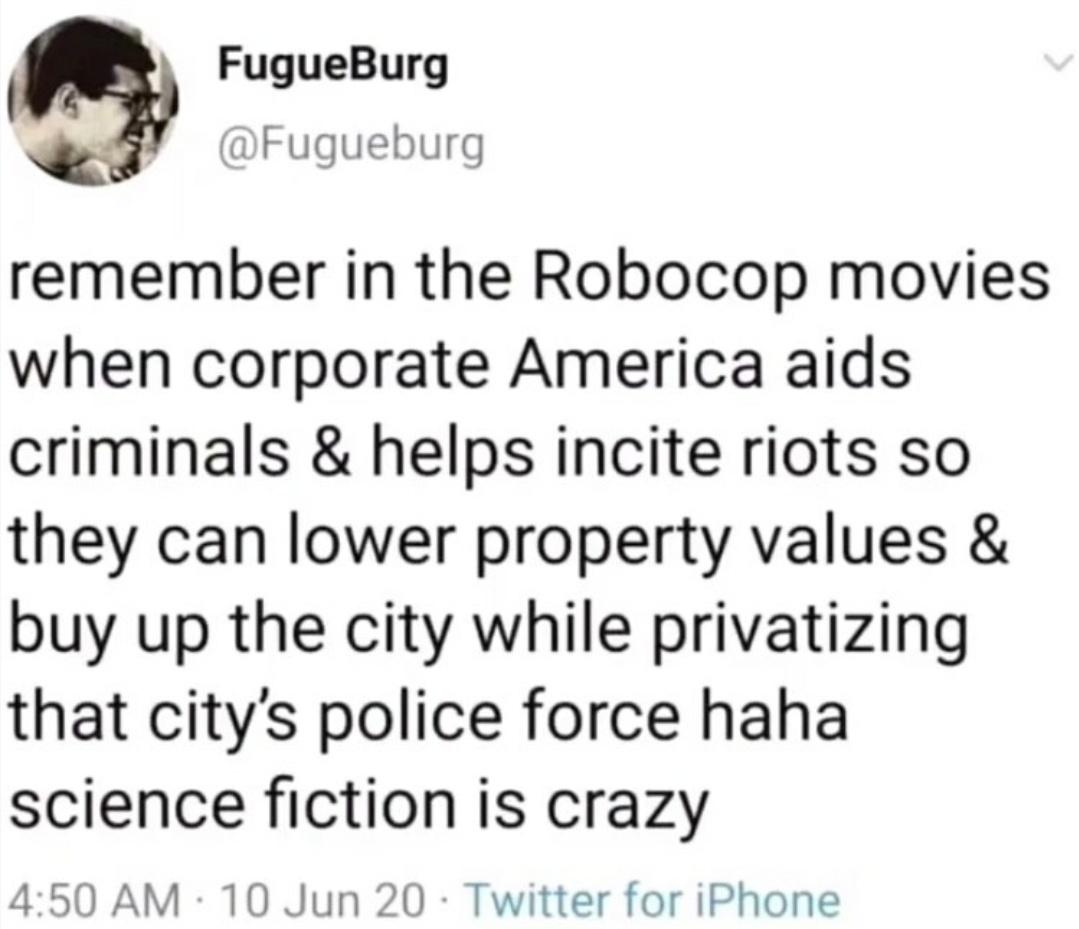 FugueBurg
@Fugueburg
remember in the Robocop movies
when corporate America aids
criminals & helps incite riots so
they can lower property values &
buy up the city while privatizing
that city's police force haha
science fiction is crazy
4:50 AM · 10 Jun 20 · Twitter for iPhone